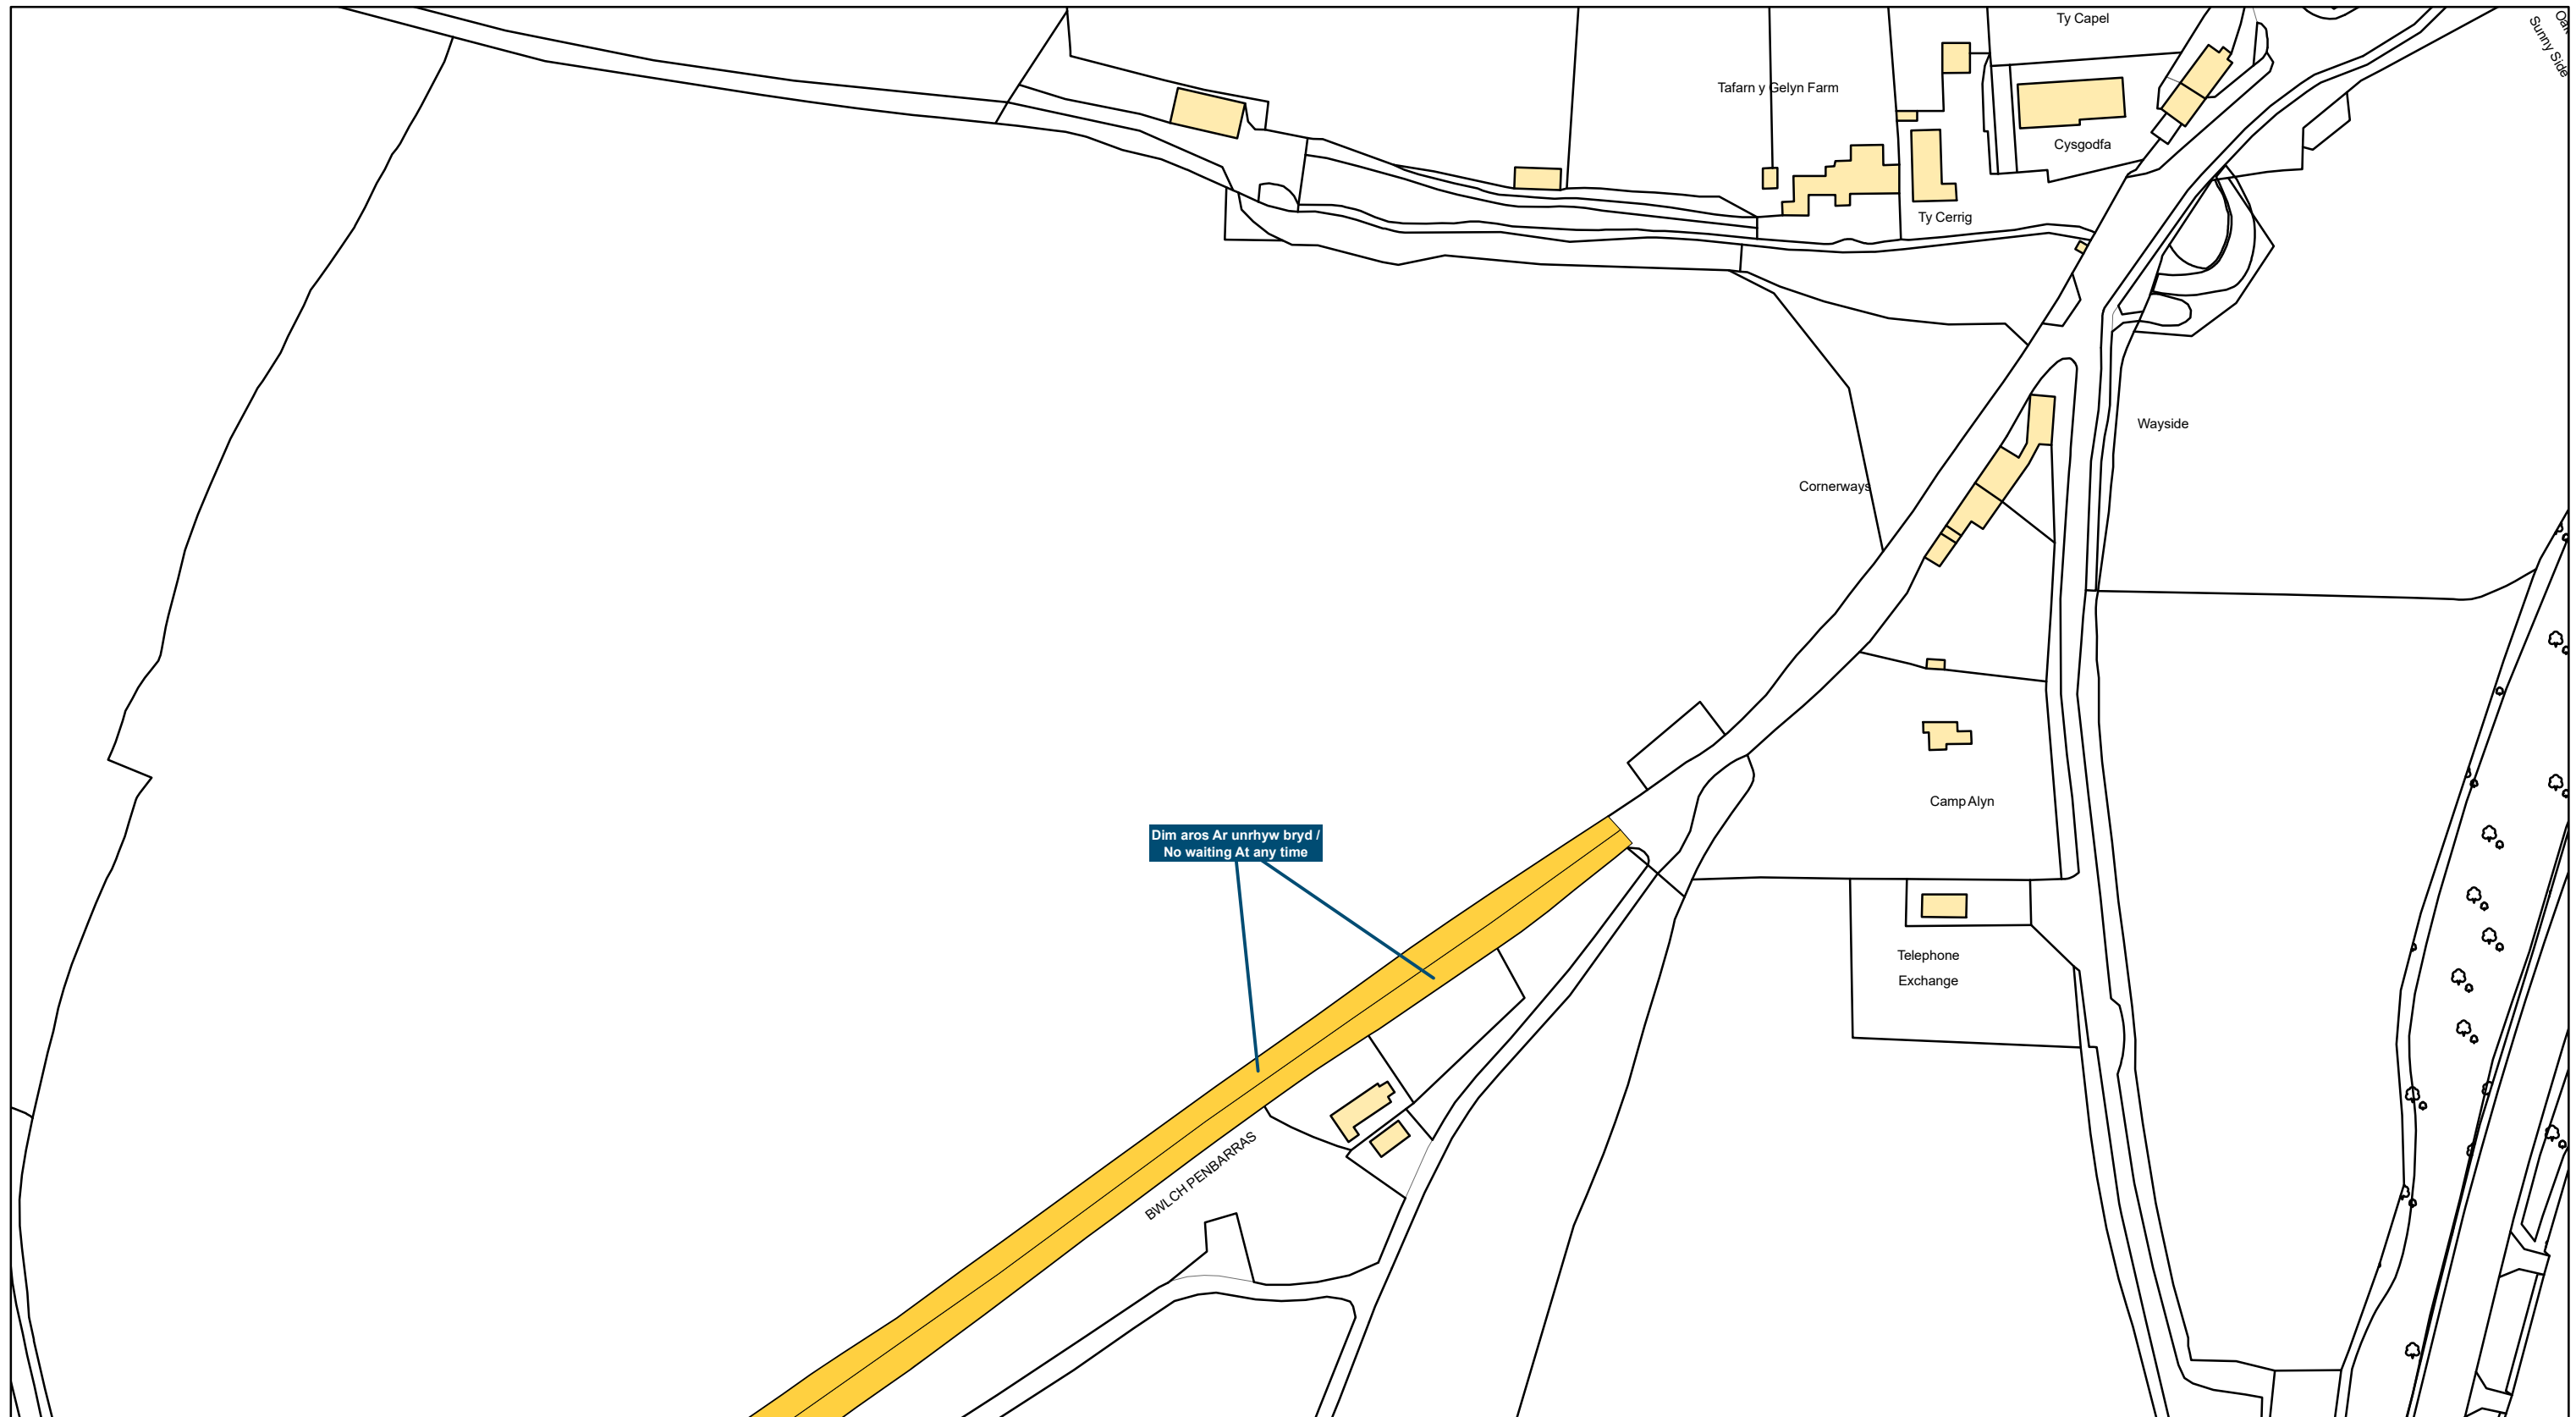 Ty Capel
Sunny Side
Tafarn y Gelyn Farm
Cysgodfa
Ty Cerrig
Wayside
Cornerways
Camp Alyn
Dim aros Ar unrhyw bryd /
No waiting At any time
Telephone
Exchange
BWLCH PENBARRAS